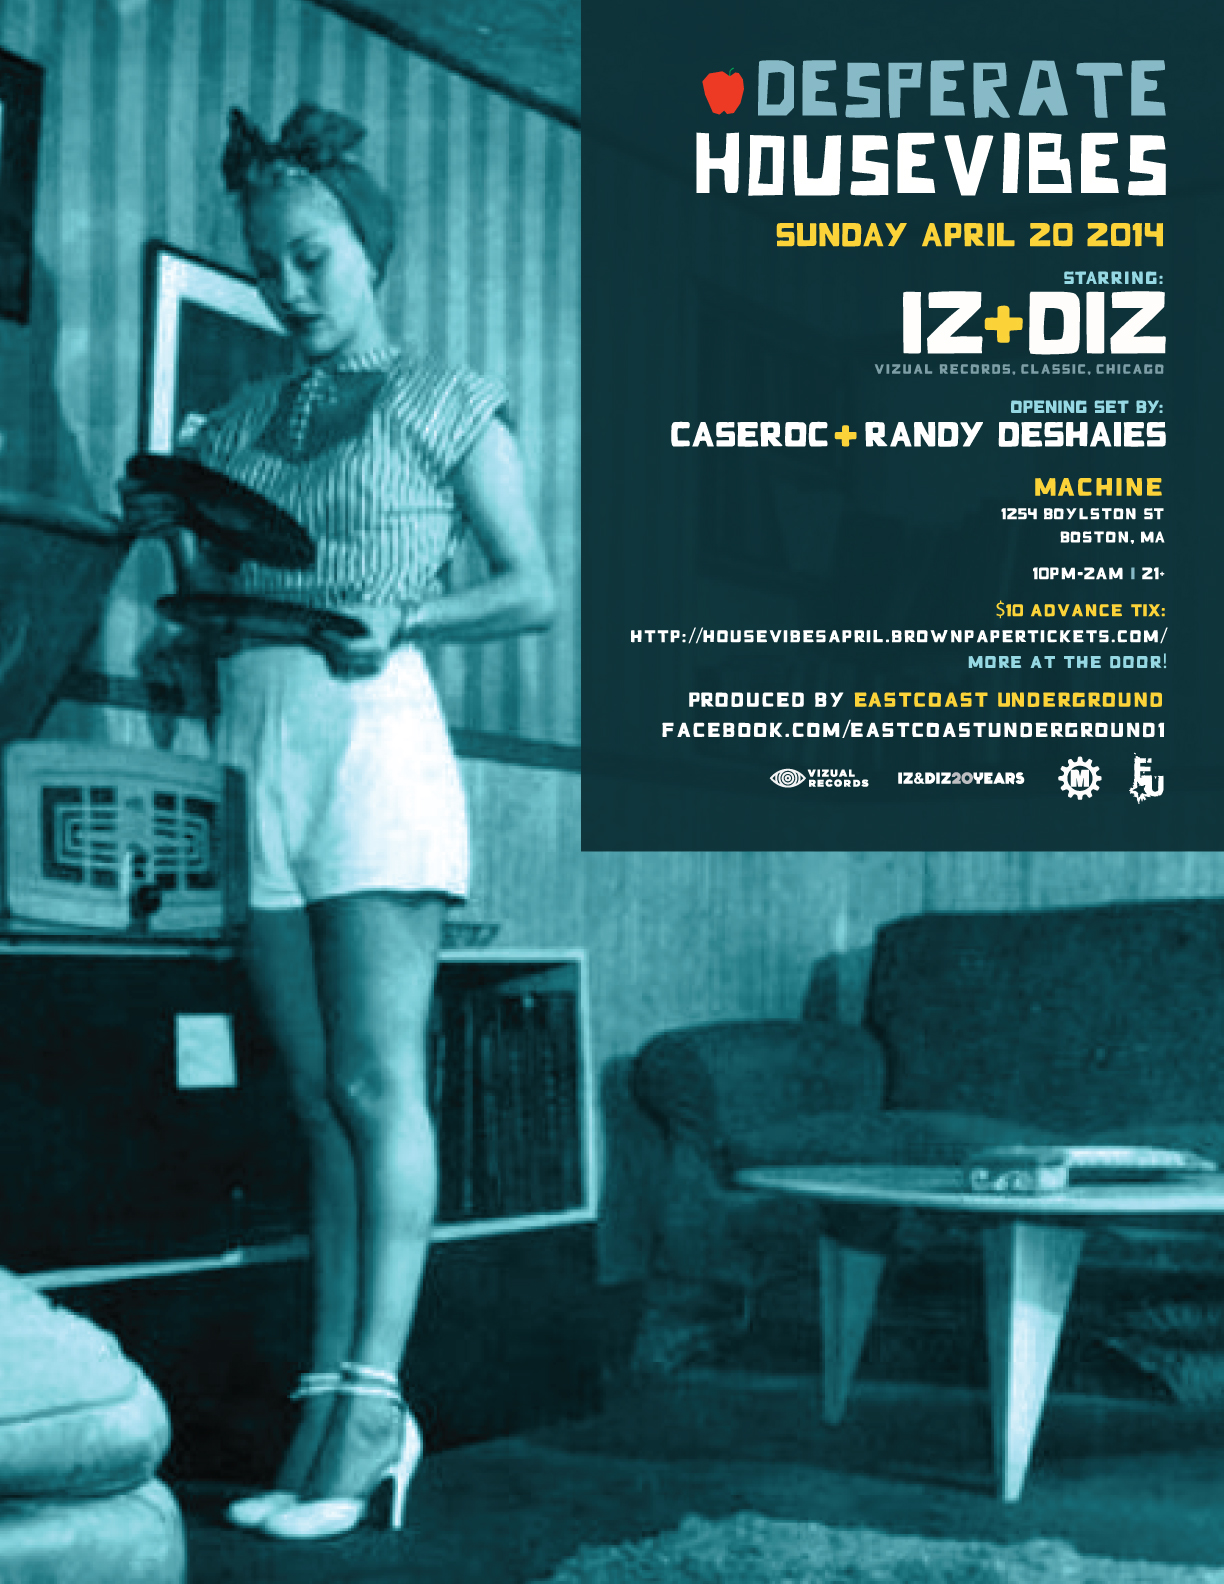 DESPERATE
HOUSEVIBES
SUNDAY APRIL 20 2014
STARRING:
IZ+DIZ
VIZUAL RECORDS, CLASSIC, CHICAGO
OPENING SET BY:
CASEROC+RANDY DESHAIES
MACHINE
1254 BOYLSTON ST
BOSTON, MA
10PM-2AM | 21+
$10 ADVANCE TIX:
HTTP://HOUSEVIBESAPRIL.BROWNPAPERTICKETS.COM/
MORE AT THE DOOR!
PRODUCED BY EASTCOAST UNDERGROUND
FACEBOOK.COM/EASTCOASTUNDERGROUND1
VIZUAL
RECORDS
IZ&DIZ20YEARS
M
EU